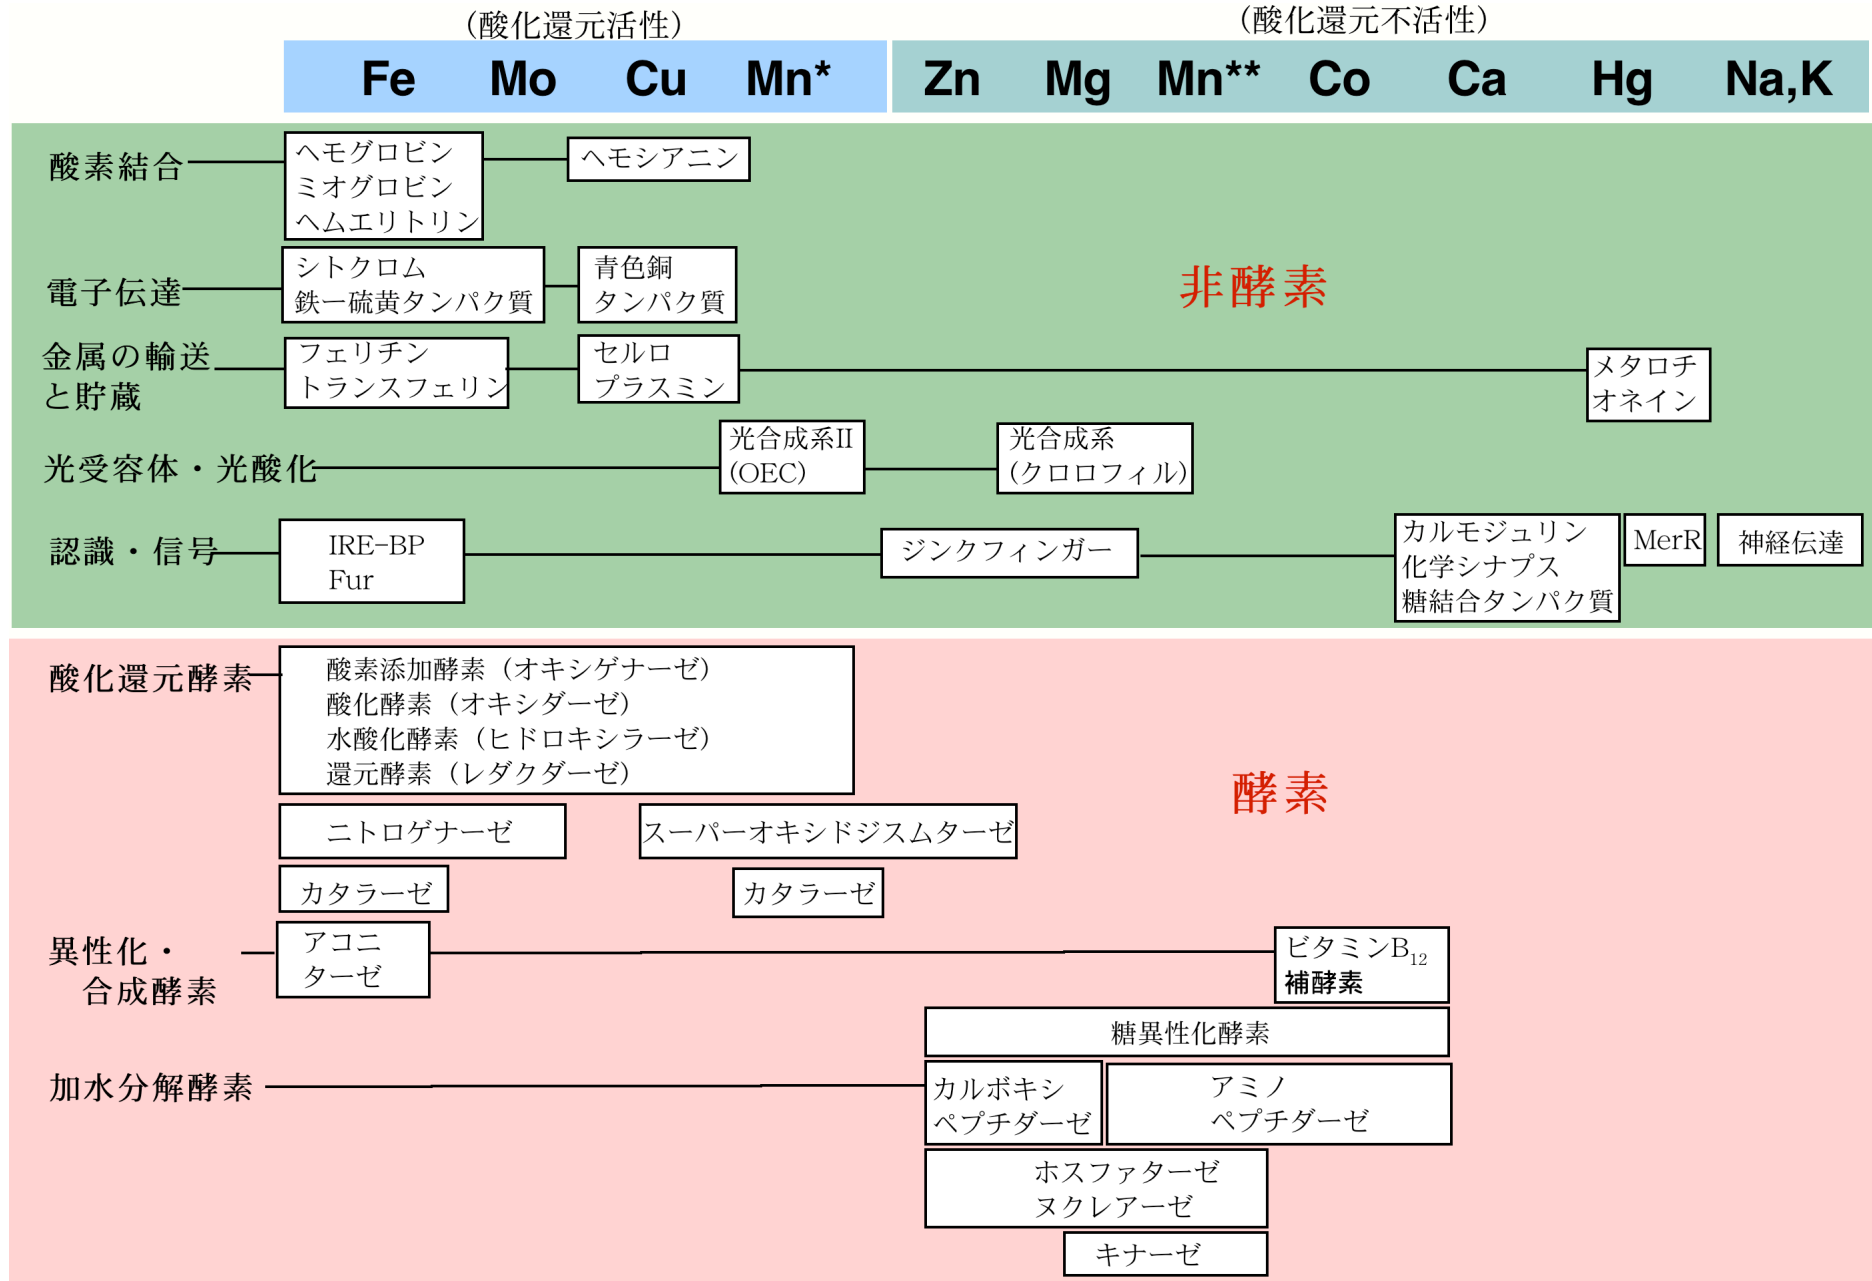 (酸化還元活性)
(酸化還元不活性)
Fe Mo Cu Mn* Zn Mg Mn** Co Ca Hg Na,K
酸素結合
ヘモグロビン
ミオグロビン
ヘムエリトリン
ヘモシアニン
電子伝達
シトクロム
鉄ー硫黄タンパク質
青色銅
タンパク質
非酵素
金属の輸送
と貯蔵
フェリチン
トランスフェリン
セルロ
プラスミン
メタロチ
オネイン
光受容体・光酸化
光合成系II
(OEC)
光合成系
(クロロフィル)
認識・信号
IRE-BP
Fur
ジンクフィンガー
カルモジュリン
化学シナプス
糖結合タンパク質
MerR
神経伝達
酸化還元酵素
酸素添加酵素（オキシゲナーゼ）
酸化酵素（オキシダーゼ）
水酸化酵素（ヒドロキシラーゼ）
還元酵素（レダクダーゼ）
酵素
ニトロゲナーゼ
スーパーオキシドジスムターゼ
カタラーゼ
カタラーゼ
異性化・
合成酵素
アコニ
ターゼ
ビタミンB12
補酵素
糖異性化酵素
加水分解酵素
カルボキシ
ペプチダーゼ
アミノ
ペプチダーゼ
ホスファターゼ
ヌクレアーゼ
キナーゼ